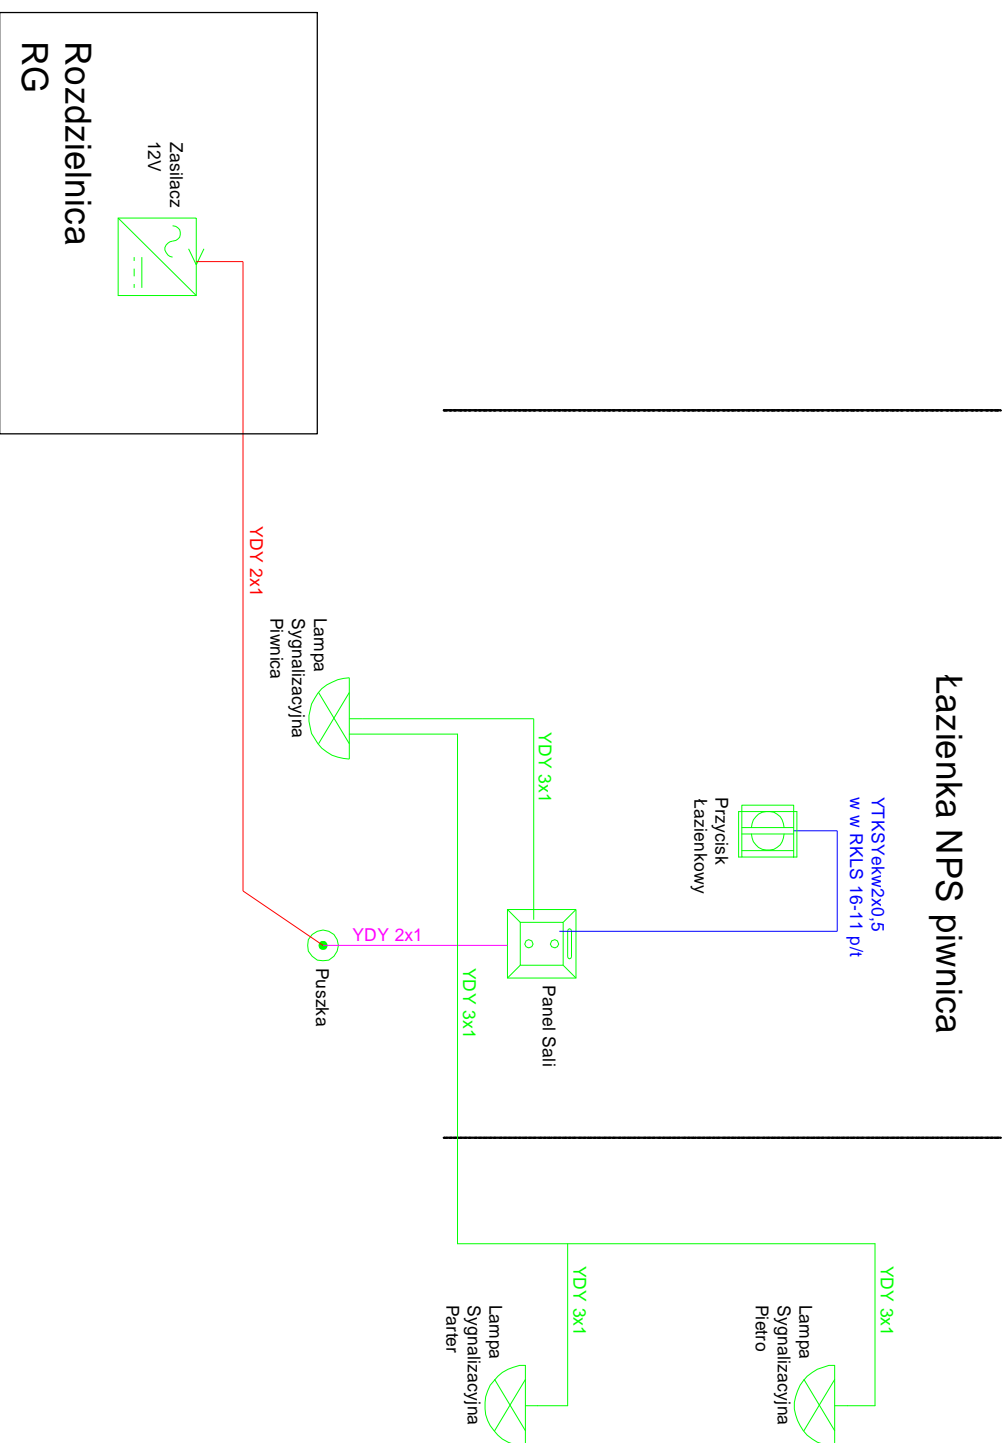 Łazienka NPS piwnica
YTKSYekw2x0,5
w w RKLS 16-11 p/t
Przycisk
Łazienkowy
YDY 3x1
Panel Sali
YDY 3x1
YDY 2x1
Puszka
Lampa
Sygnalizacyjna
Piwnica
YDY 2x1
Zasilacz
12V
Rozdzielnica
RG
YDY 3x1
Lampa
Sygnalizacyjna
Pietro
YDY 3x1
Lampa
Sygnalizacyjna
Parter